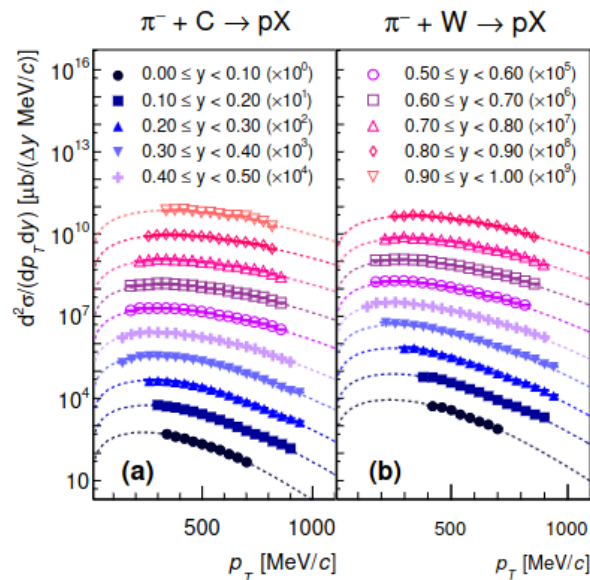 π⁻ + C → pX
π⁻ + W → pX
d²σ/(dp_T dy) [μb/(Δy MeV/c)]
10¹⁶
10¹³
10¹⁰
10⁷
10⁴
10
0.00 ≤ y < 0.10 (×10⁰)
0.10 ≤ y < 0.20 (×10¹)
0.20 ≤ y < 0.30 (×10²)
0.30 ≤ y < 0.40 (×10³)
0.40 ≤ y < 0.50 (×10⁴)
0.50 ≤ y < 0.60 (×10⁵)
0.60 ≤ y < 0.70 (×10⁶)
0.70 ≤ y < 0.80 (×10⁷)
0.80 ≤ y < 0.90 (×10⁸)
0.90 ≤ y < 1.00 (×10⁹)
(a)
(b)
500 1000
500 1000
p_T [MeV/c]
p_T [MeV/c]